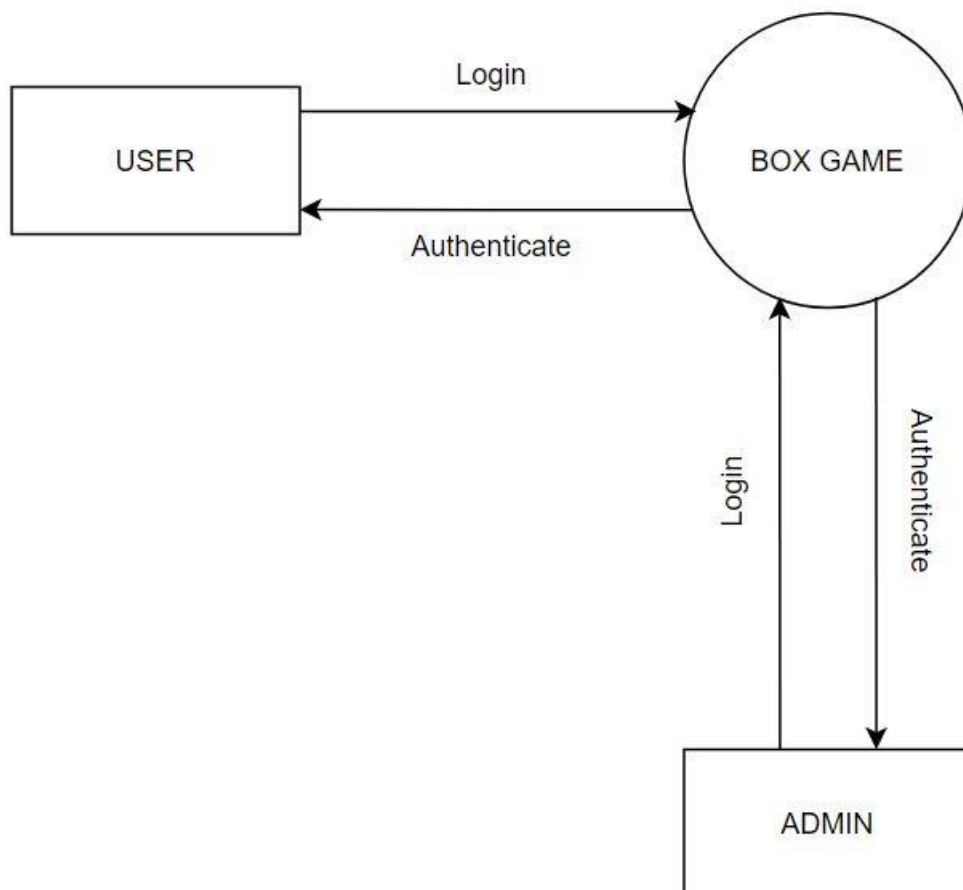 Login
USER
BOX GAME
Authenticate
Login
Authenticate
ADMIN